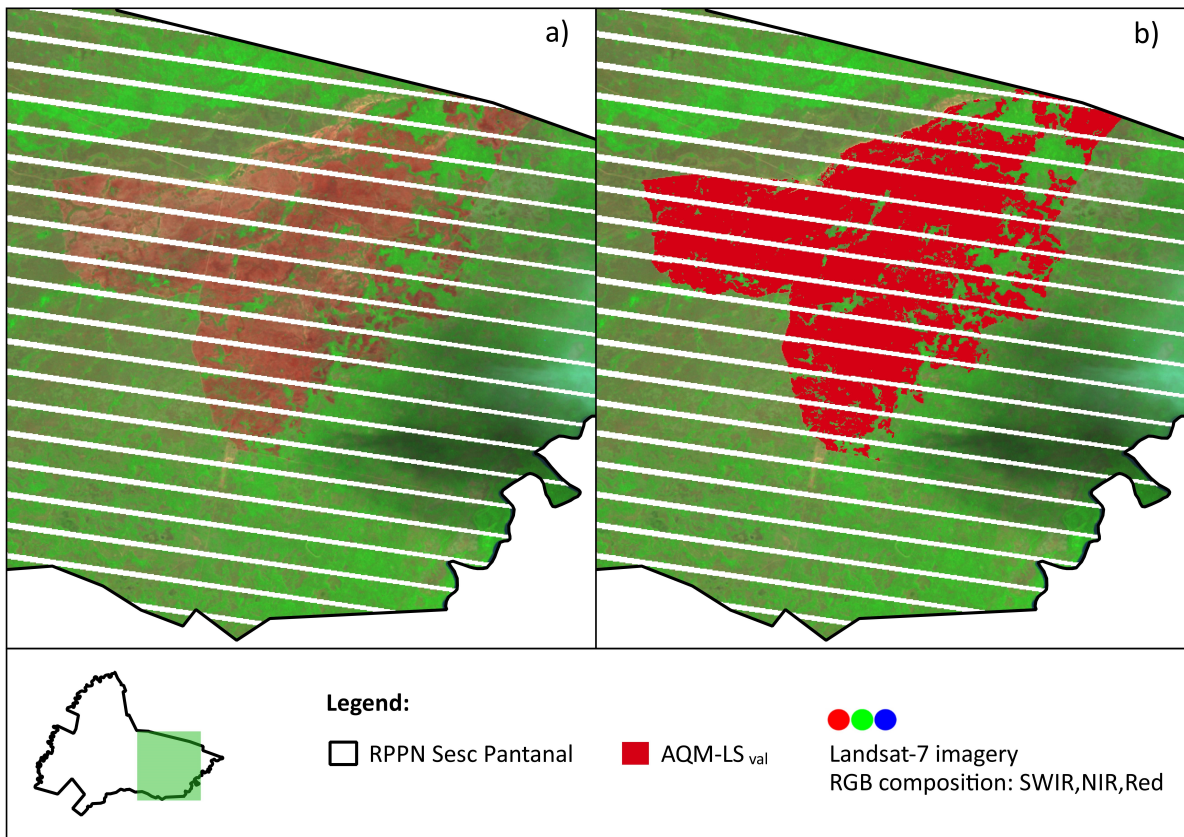 a)
b)
Legend:
RPPN Sesc Pantanal
AQM-LS val
Landsat-7 imagery
RGB composition: SWIR,NIR,Red